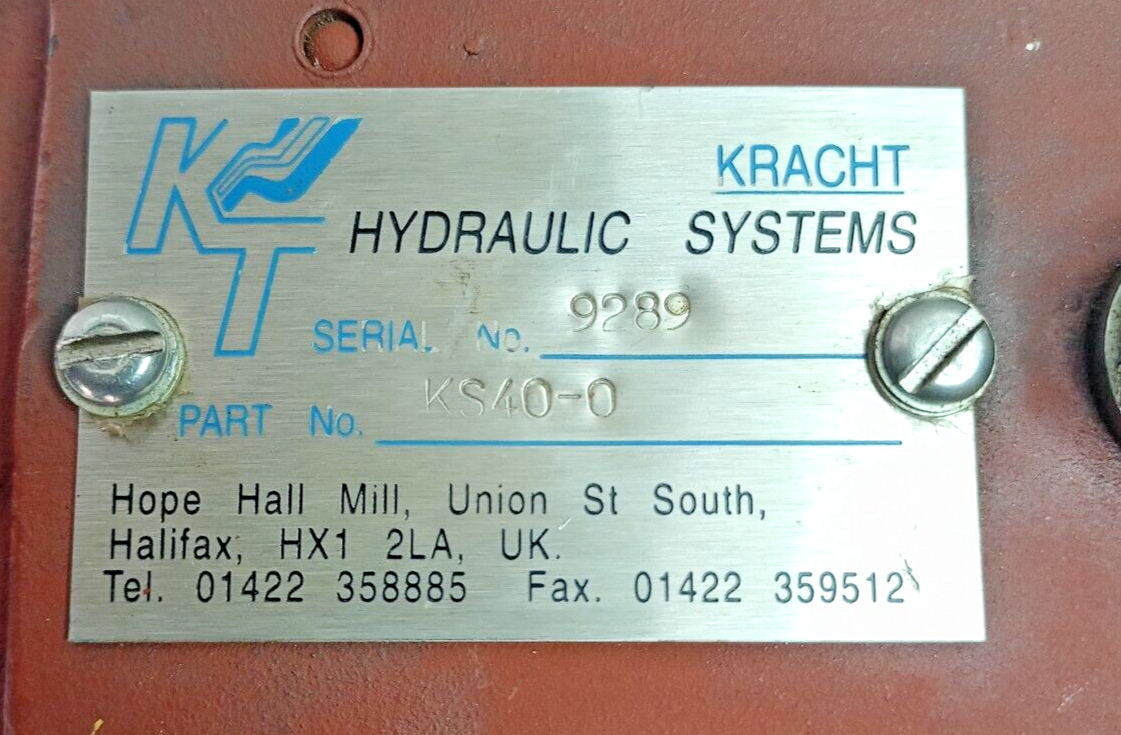 KT
KRACHT
HYDRAULIC SYSTEMS
SERIAL No. 9289
PART No. KS40-0
Hope Hall Mill, Union St South,
Halifax, HX1 2LA, UK.
Tel. 01422 358885 Fax. 01422 359512